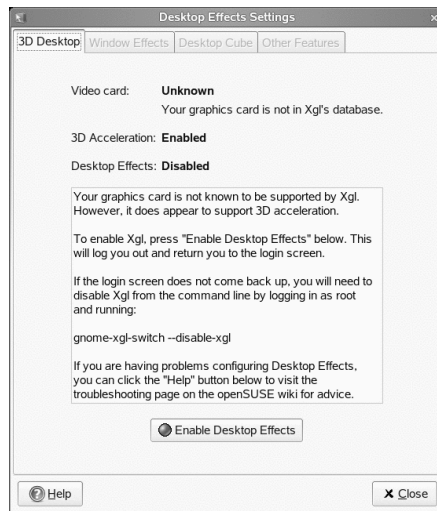 Desktop Effects Settings
3D Desktop Window Effects Desktop Cube Other Features
Video card: Unknown
Your graphics card is not in Xgl's database.
3D Acceleration: Enabled
Desktop Effects: Disabled
Your graphics card is not known to be supported by Xgl.
However, it does appear to support 3D acceleration.
To enable Xgl, press "Enable Desktop Effects" below. This
will log you out and return you to the login screen.
If the login screen does not come back up, you will need to
disable Xgl from the command line by logging in as root
and running:
gnome-xgl-switch --disable-xgl
If you are having problems configuring Desktop Effects,
you can click the "Help" button below to visit the
troubleshooting page on the openSUSE wiki for advice.
Enable Desktop Effects
Help Close